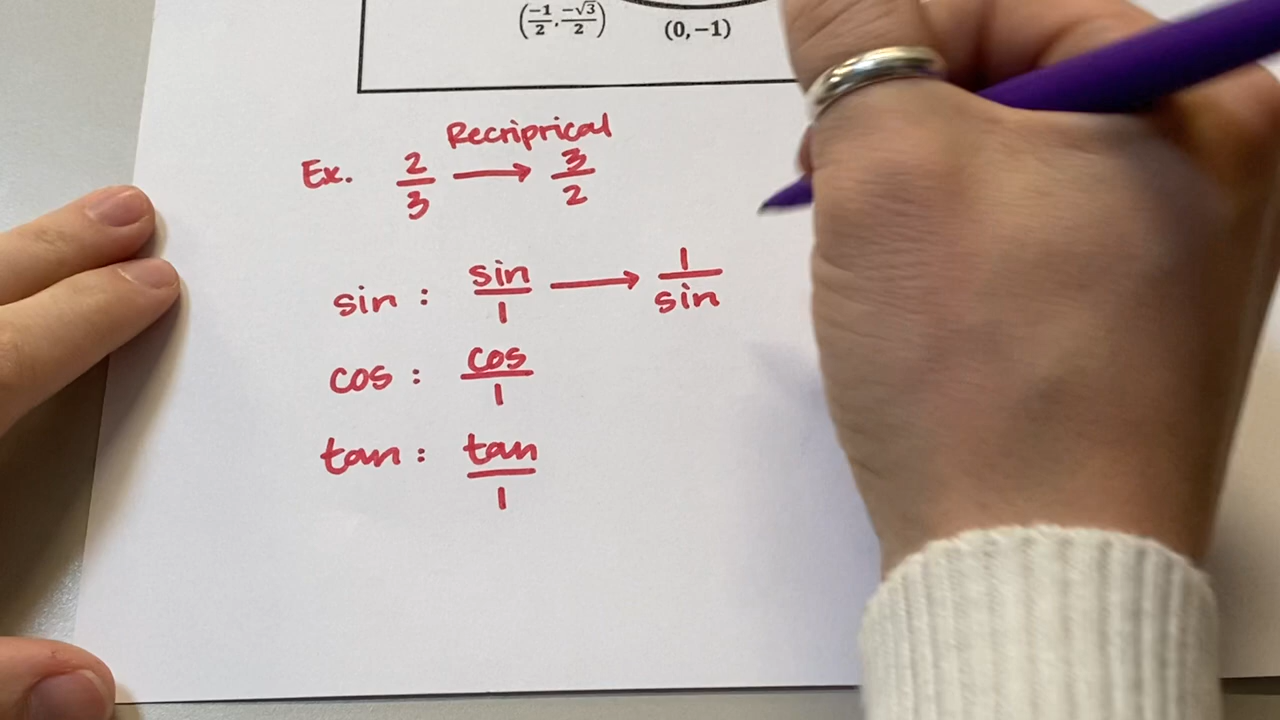 (-1/2, -√3/2) (0,-1)
Recriprical
Ex. 2/3 → 3/2
sin : sin/1 → 1/sin
cos : cos/1
tan : tan/1